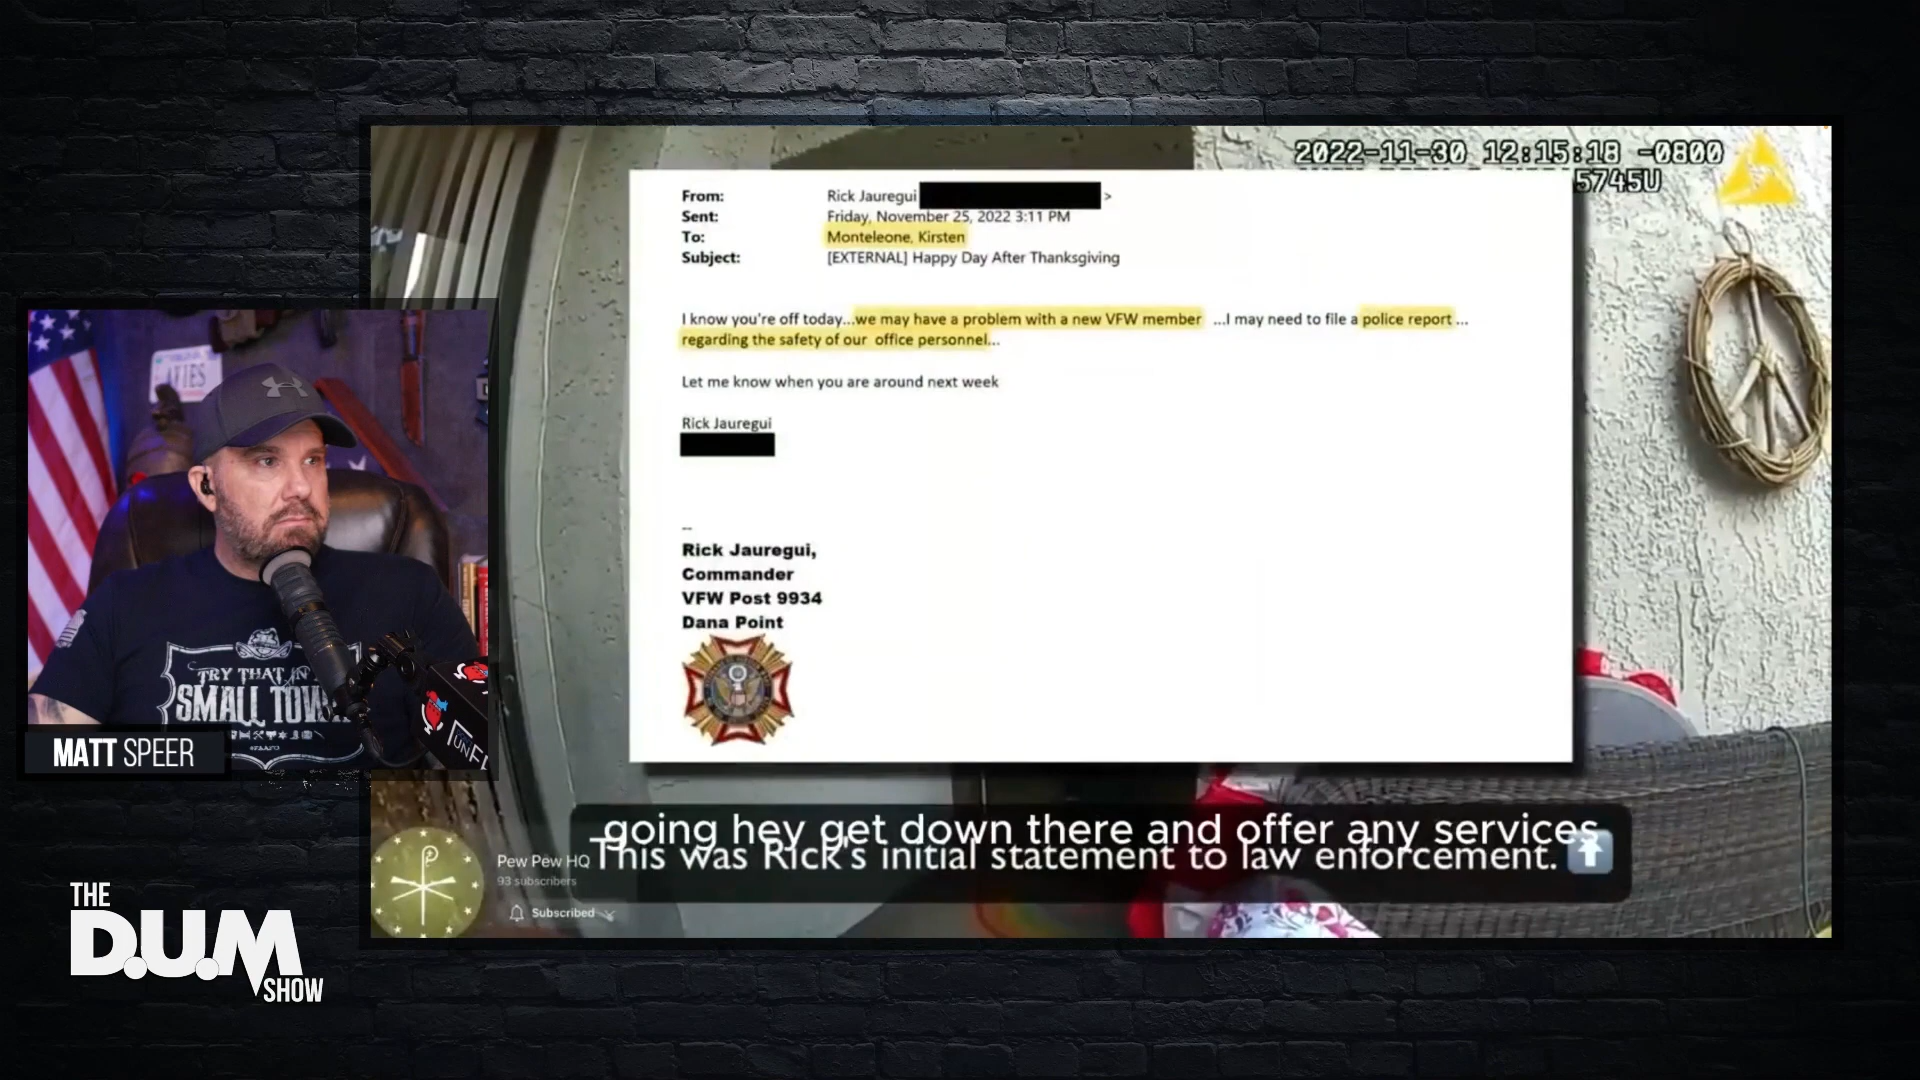 2022-11-30 12:15:18 -0800
5745U
From: Rick Jauregui >
Sent: Friday, November 25, 2022 3:11 PM
To: Monteleone, Kirsten
Subject: [EXTERNAL] Happy Day After Thanksgiving
I know you're off today...we may have a problem with a new VFW member ...I may need to file a police report ...
regarding the safety of our office personnel...
Let me know when you are around next week
Rick Jauregui
--
Rick Jauregui,
Commander
VFW Post 9934
Dana Point
going hey get down there and offer any services
This was Rick's initial statement to law enforcement.
Pew Pew HQ
93 subscribers
Subscribed
TRY THAT IN A
SMALL TOWN
MATT SPEER
THE
D.U.M
SHOW